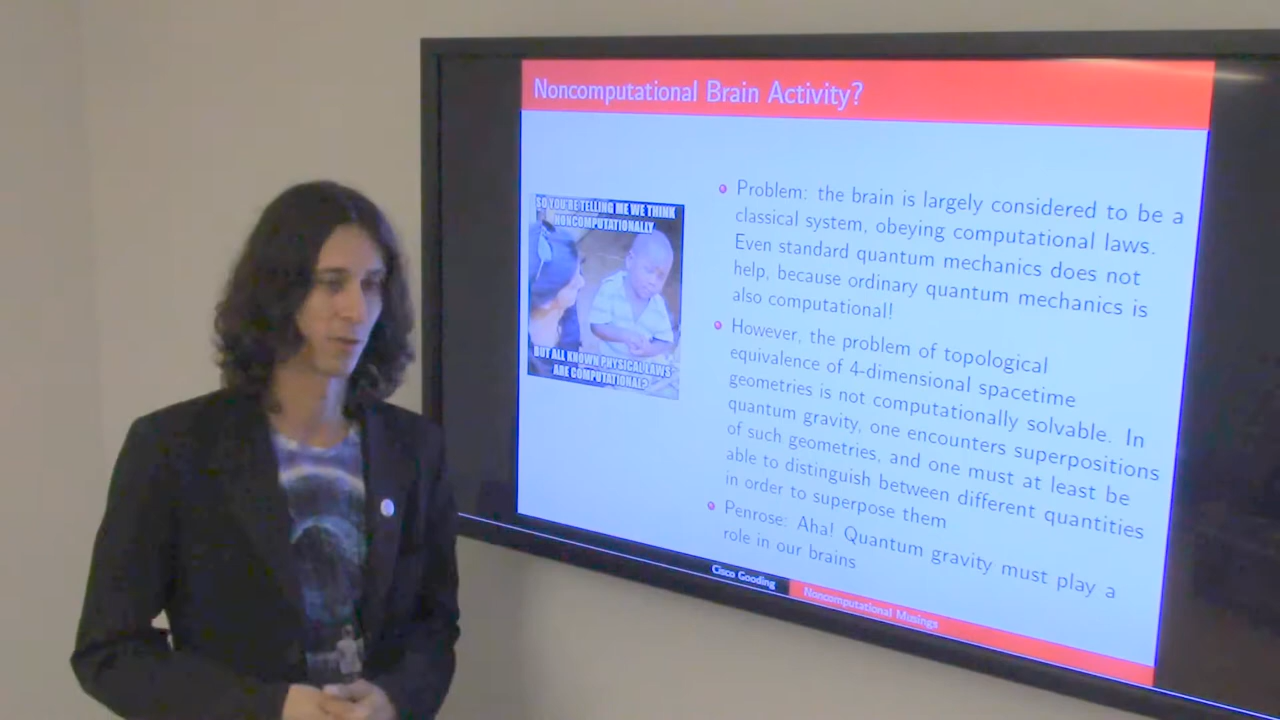 Noncomputational Brain Activity?
SO YOU'RE TELLING ME WE THINK
NONCOMPUTATIONALLY
BUT ALL KNOWN PHYSICAL LAWS
ARE COMPUTATIONAL?
Problem: the brain is largely considered to be a
classical system, obeying computational laws.
Even standard quantum mechanics does not
help, because ordinary quantum mechanics is
also computational!
However, the problem of topological
equivalence of 4-dimensional spacetime
geometries is not computationally solvable. In
quantum gravity, one encounters superpositions
of such geometries, and one must at least be
able to distinguish between different quantities
in order to superpose them
Penrose: Aha! Quantum gravity must play a
role in our brains
Cisco Gooding
Noncomputational Musings